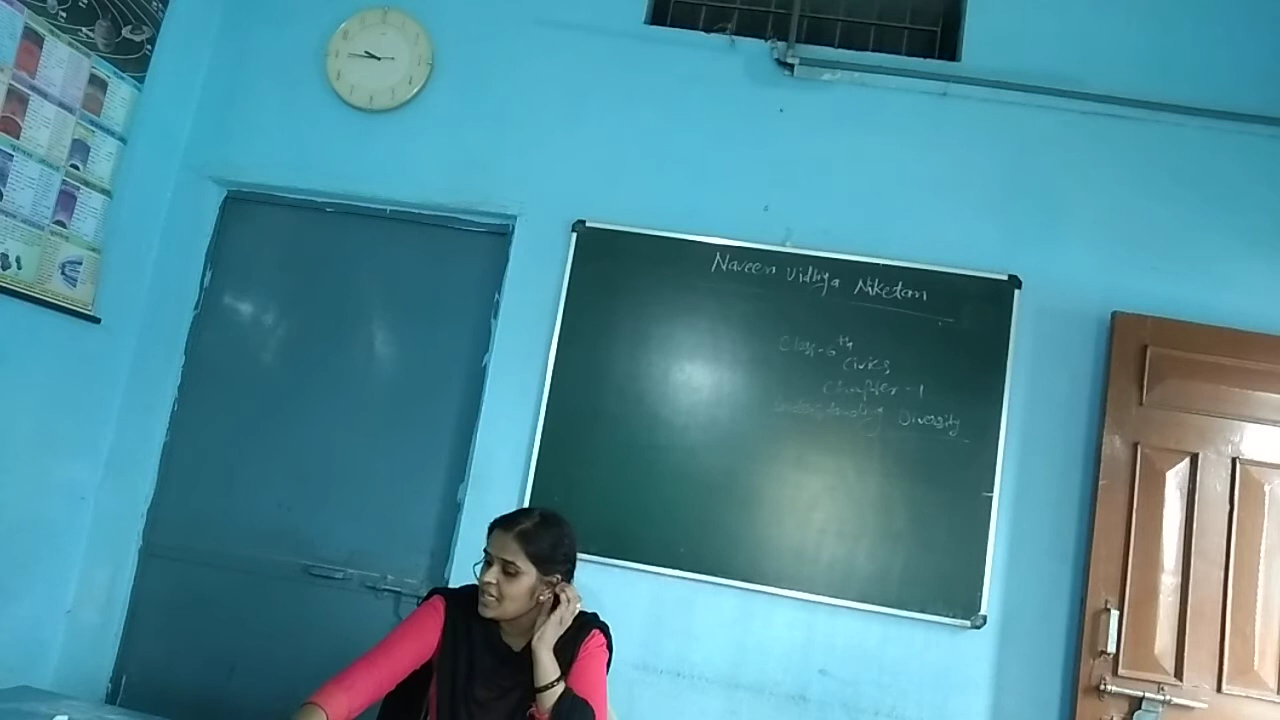 Naveen Vidhya Niketan
Class-6th
Civics
Chapter-1
Understanding Diversity